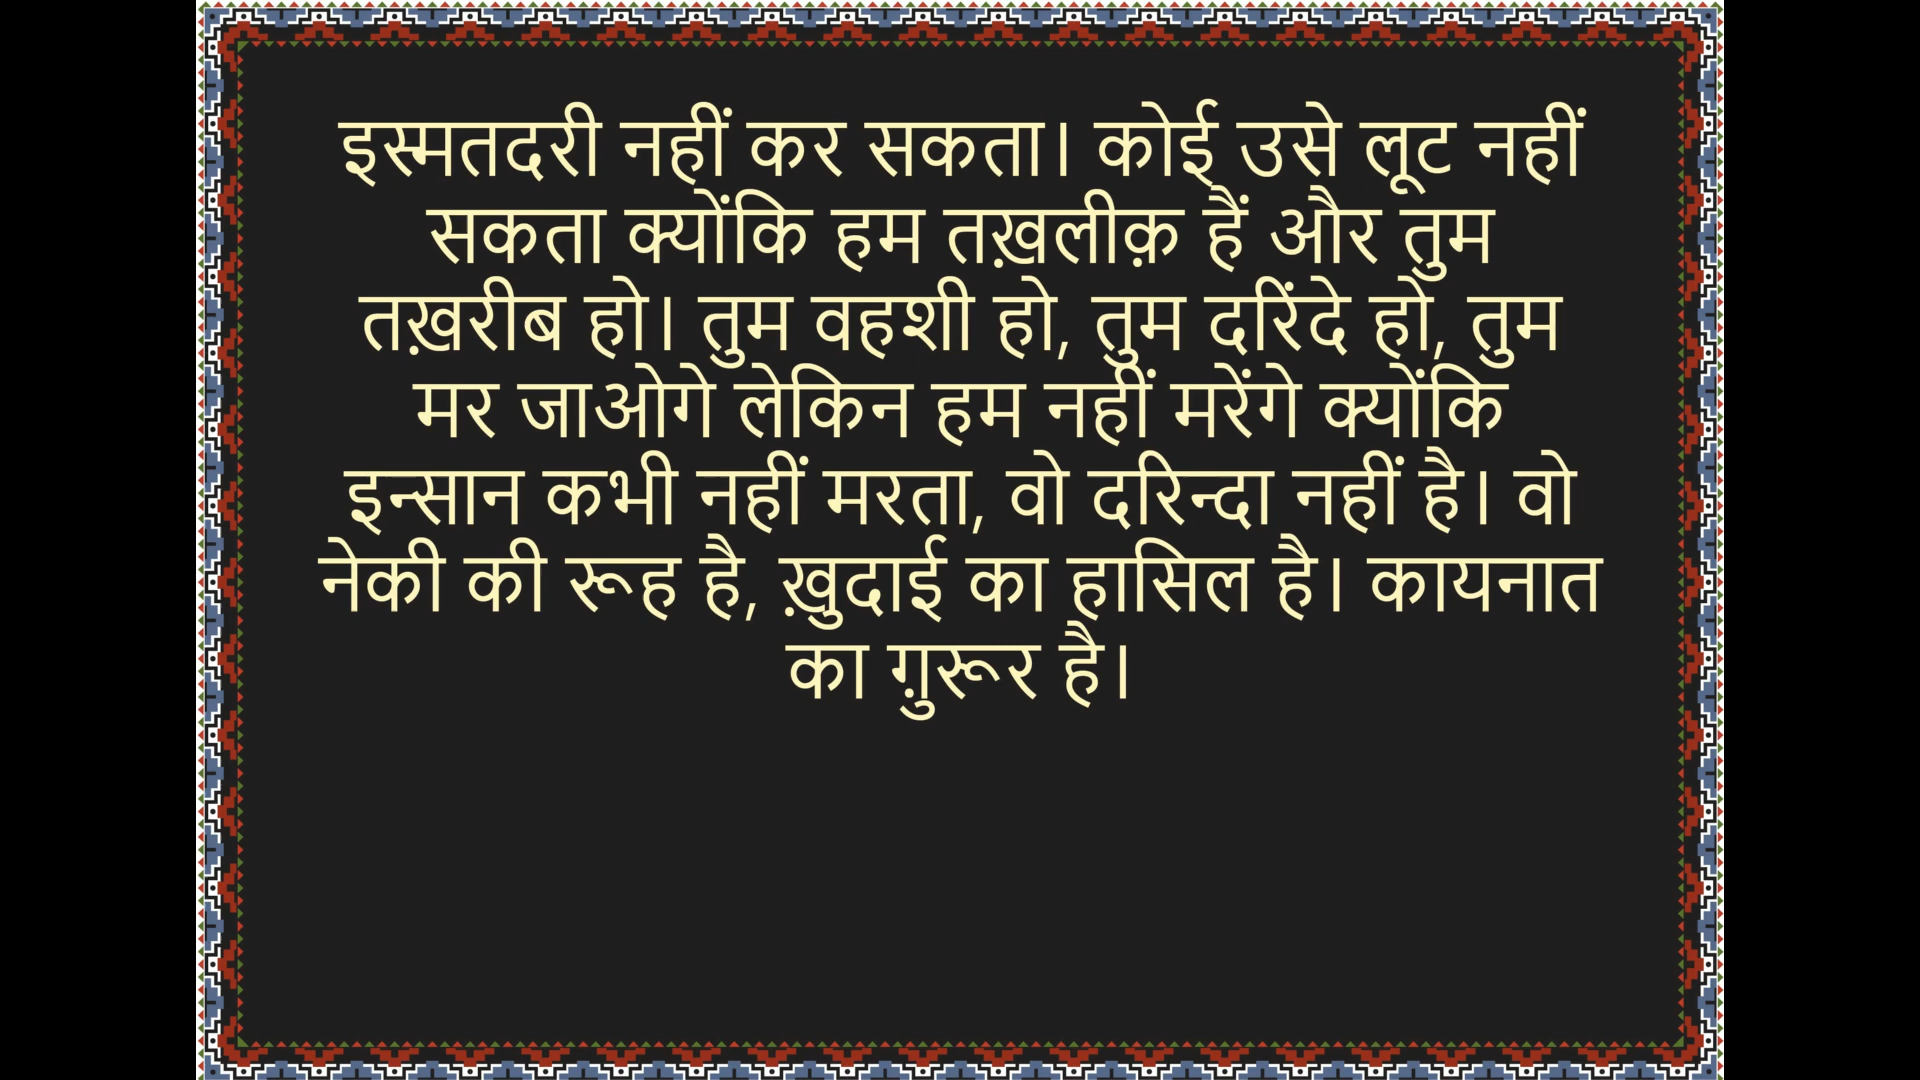 इस्मतदरी नहीं कर सकता। कोई उसे लूट नहीं
सकता क्योंकि हम तख़लीक़ हैं और तुम
तख़रीब हो। तुम वहशी हो, तुम दरिंदे हो, तुम
मर जाओगे लेकिन हम नहीं मरेंगे क्योंकि
इन्सान कभी नहीं मरता, वो दरिन्दा नहीं है। वो
नेकी की रूह है, ख़ुदाई का हासिल है। कायनात
का ग़ुरूर है।